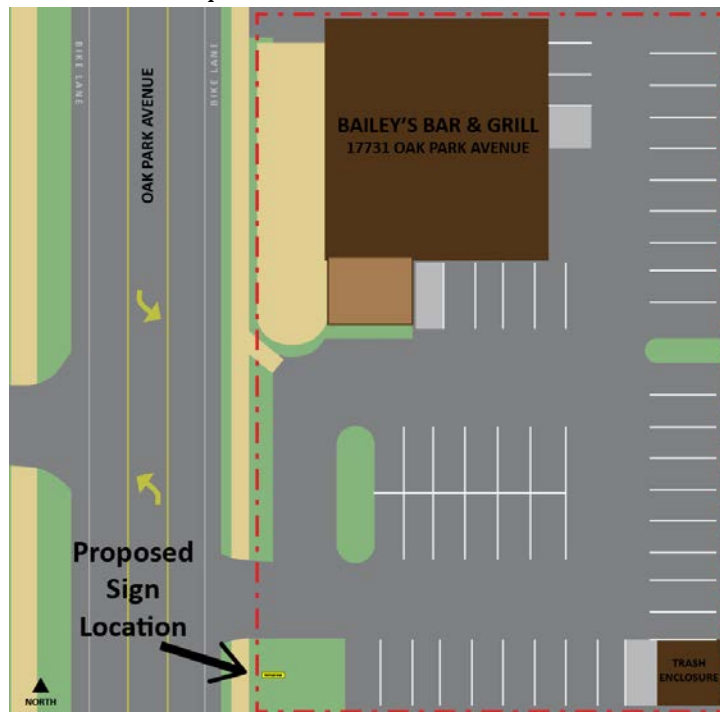 BIKE LANE
OAK PARK AVENUE
BIKE LANE
BAILEY'S BAR & GRILL
17731 OAK PARK AVENUE
Proposed
Sign
Location
NORTH
TRASH
ENCLOSURE